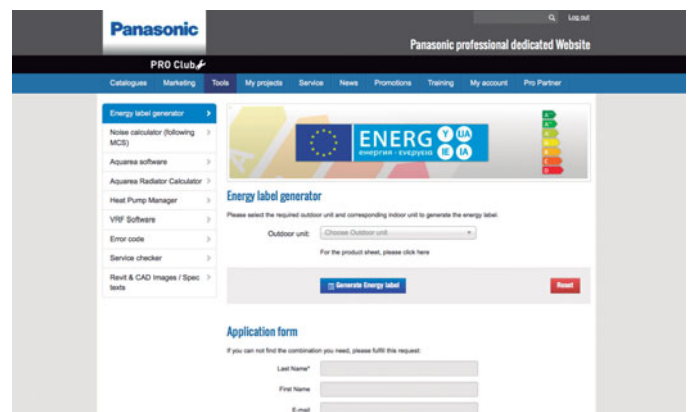 Panasonic
Log out
Panasonic professional dedicated Website
PRO Club
Catalogues Marketing Tools My projects Service News Promotions Training My account Pro Partner
Energy label generator
Noise calculator (following MCS)
Aquarea software
Aquarea Radiator Calculator
Heat Pump Manager
VRF Software
Error code
Service checker
Revit & CAD Images / Spec texts
ENERG Y UA
енергия · ενεργεια IE IA
Energy label generator
Please select the required outdoor unit and corresponding indoor unit to generate the energy label.
Outdoor unit: Choose Outdoor unit
For the product sheet, please click here
Generate Energy label
Reset
Application form
If you can not find the combination you need, please fulfil this request:
Last Name*
First Name
E-mail